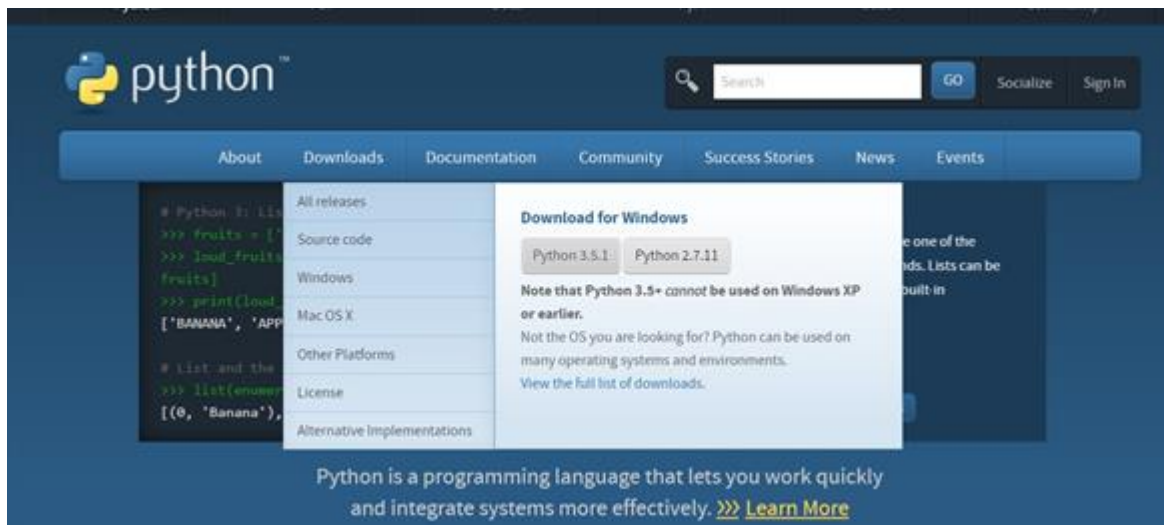 python™
Search
GO
Socialize
Sign In
About Downloads Documentation Community Success Stories News Events
# Python 3: Lis
>>> fruits = ['
>>> loud_fruits
fruits]
>>> print(loud_
['BANANA', 'APP
# List and the
>>> list(enumer
[(0, 'Banana'),
All releases
Source code
Windows
Mac OS X
Other Platforms
License
Alternative Implementations
Download for Windows
Python 3.5.1 Python 2.7.11
Note that Python 3.5+ cannot be used on Windows XP
or earlier.
Not the OS you are looking for? Python can be used on
many operating systems and environments.
View the full list of downloads.
e one of the
ds. Lists can be
built-in
Python is a programming language that lets you work quickly
and integrate systems more effectively. >>> Learn More